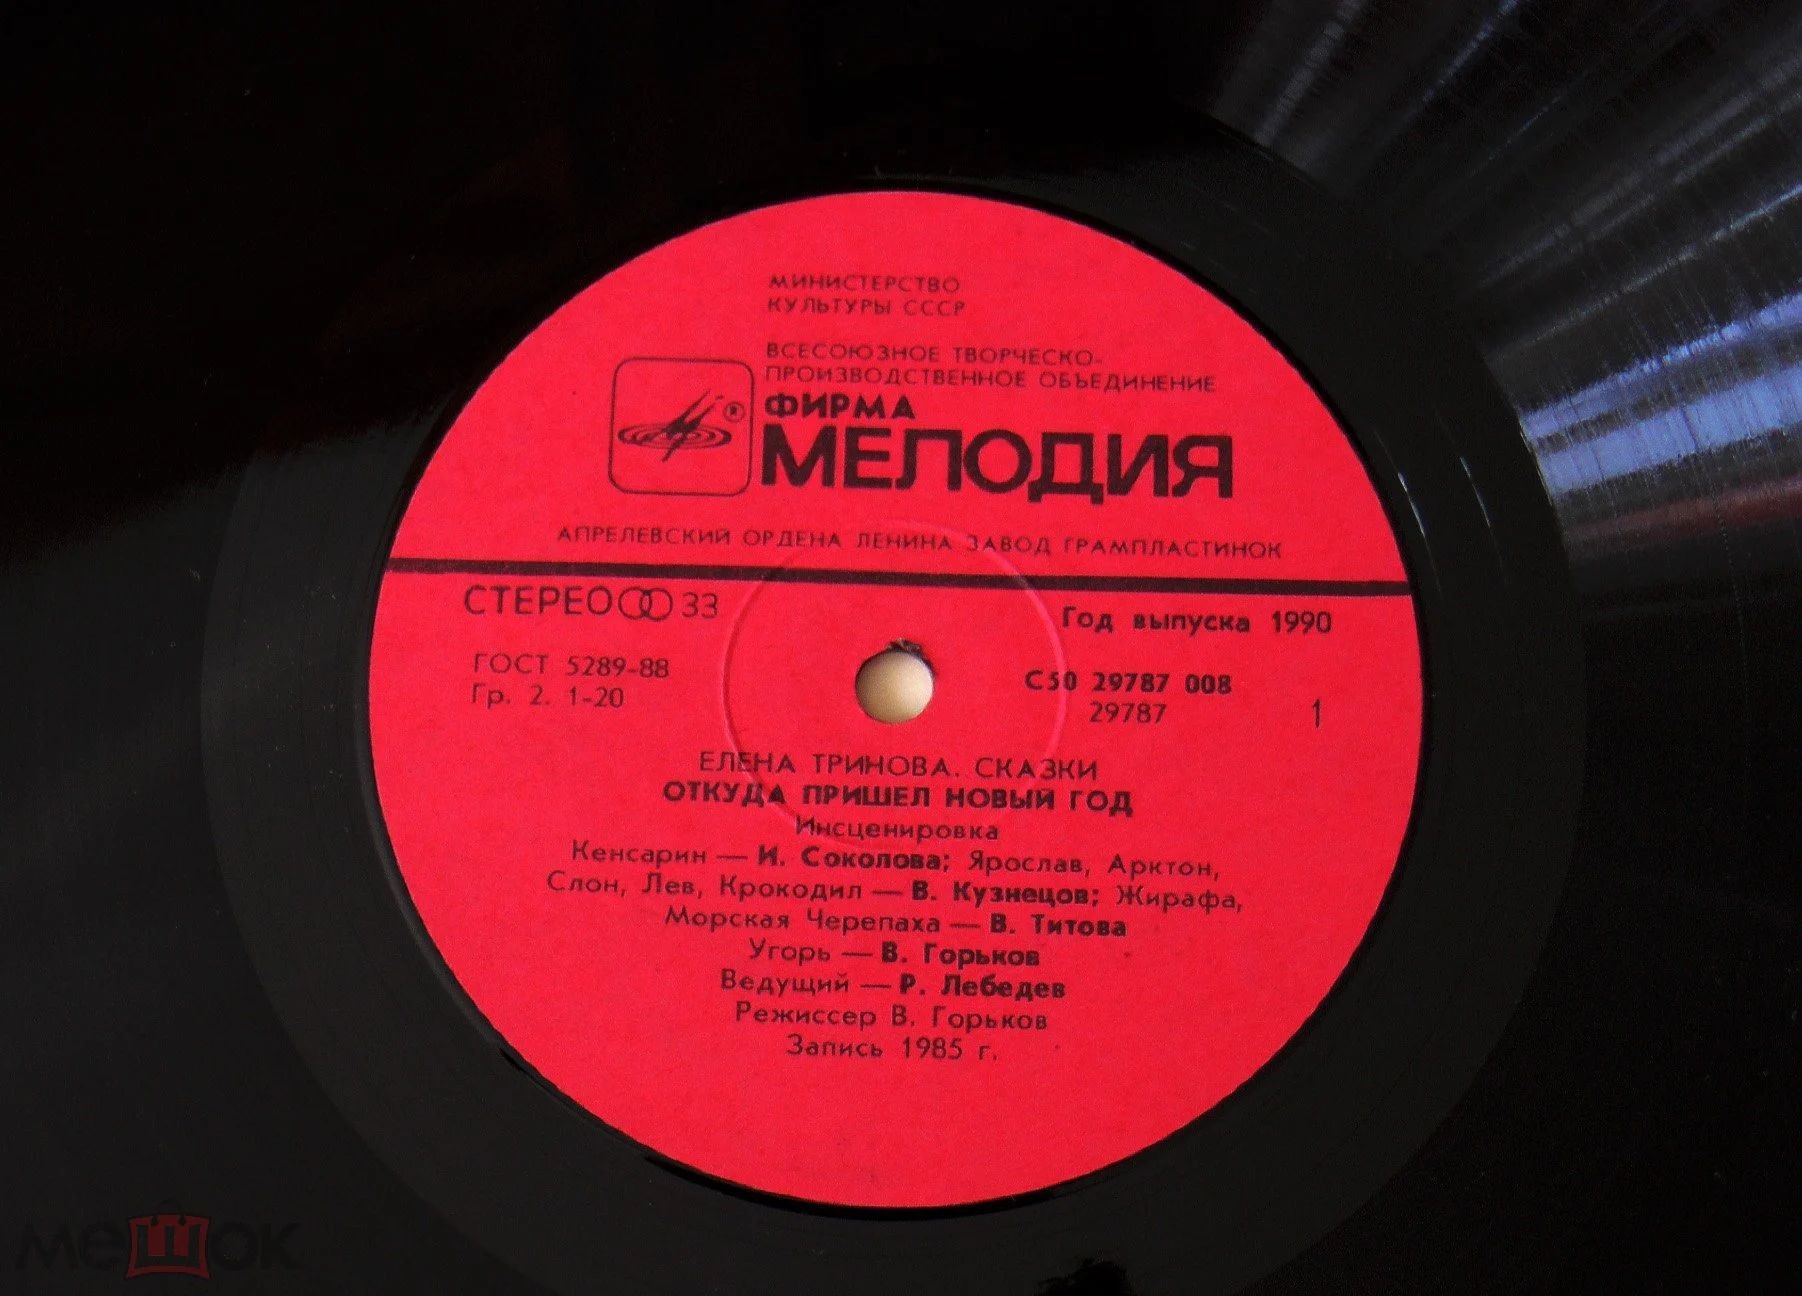 МИНИСТЕРСТВО
КУЛЬТУРЫ СССР
ВСЕСОЮЗНОЕ ТВОРЧЕСКО-
ПРОИЗВОДСТВЕННОЕ ОБЪЕДИНЕНИЕ
®
ФИРМА
МЕЛОДИЯ
АПРЕЛЕВСКИЙ ОРДЕНА ЛЕНИНА ЗАВОД ГРАМПЛАСТИНОК
СТЕРЕО 33
Год выпуска 1990
ГОСТ 5289-88
Гр. 2. 1-20
С50 29787 008
29787
1
ЕЛЕНА ТРИНОВА. СКАЗКИ
ОТКУДА ПРИШЕЛ НОВЫЙ ГОД
Инсценировка
Кенсарин — И. Соколова; Ярослав, Арктон,
Слон, Лев, Крокодил — В. Кузнецов; Жирафа,
Морская Черепаха — В. Титова
Угорь — В. Горьков
Ведущий — Р. Лебедев
Режиссер В. Горьков
Запись 1985 г.
мешок